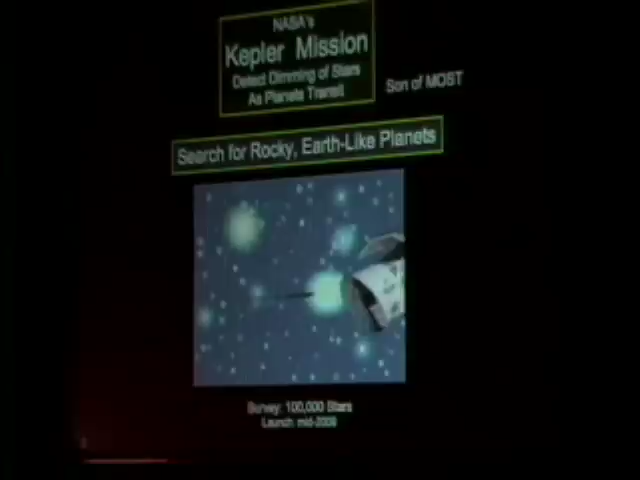 NASA's
Kepler Mission
Detect Dimming of Stars
As Planets Transit
Son of MOST
Search for Rocky, Earth-Like Planets
Survey: 100,000 Stars
Launch: mid-2009